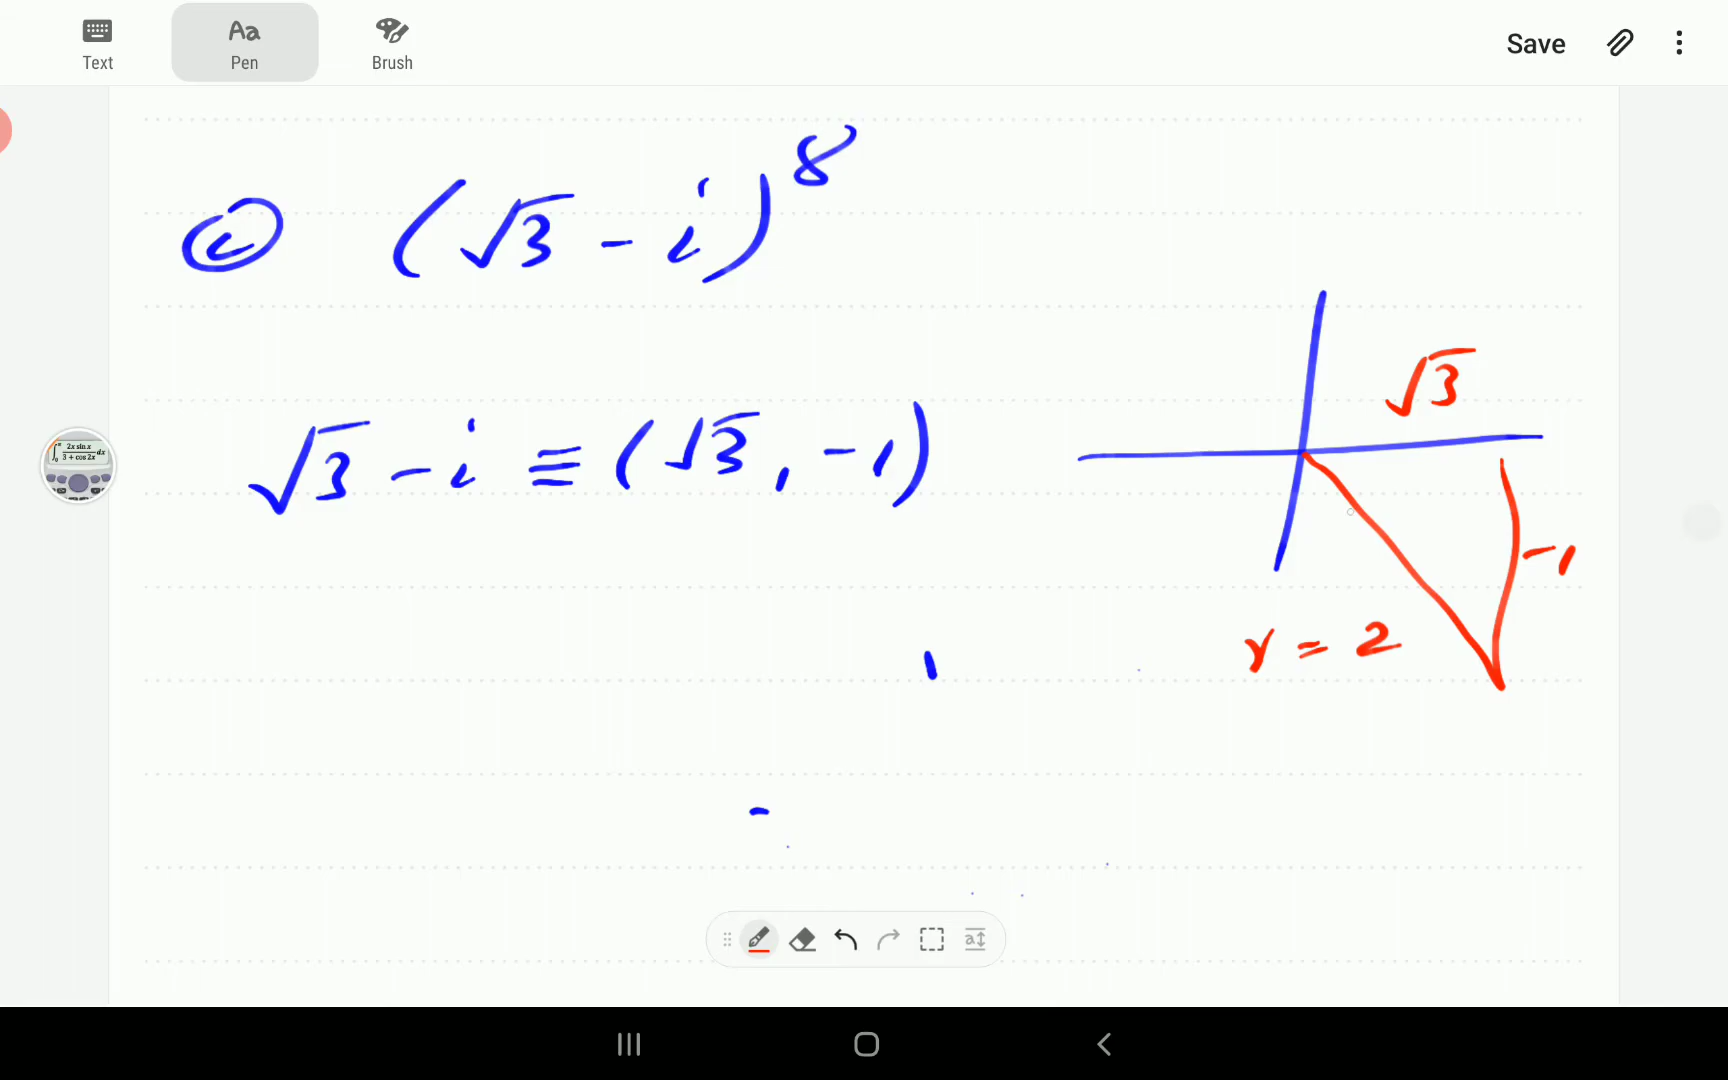 Text Pen Brush Save
ⓒ (√3 - i)⁸
√3 - i ≡ (√3, -1)
√3
-1
r = 2